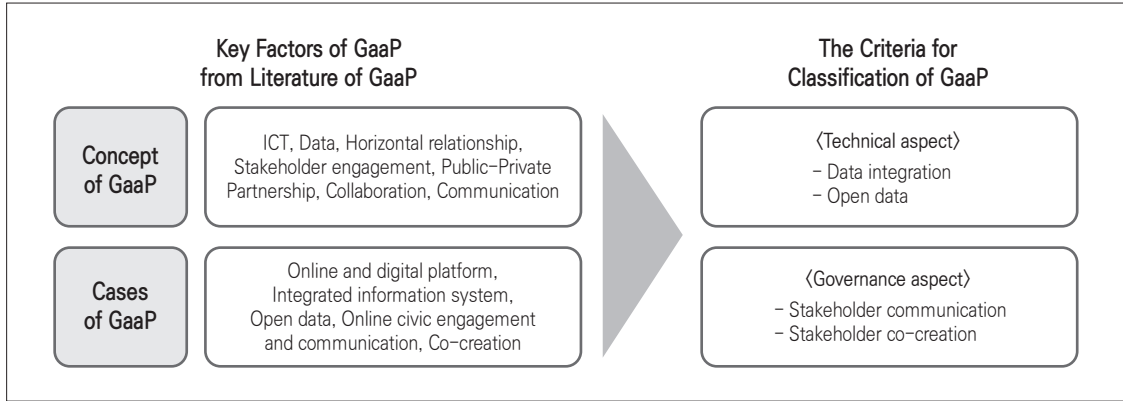 Key Factors of GaaP
from Literature of GaaP
The Criteria for
Classification of GaaP
Concept
of GaaP
ICT, Data, Horizontal relationship,
Stakeholder engagement, Public-Private
Partnership, Collaboration, Communication
〈Technical aspect〉
- Data integration
- Open data
Cases
of GaaP
Online and digital platform,
Integrated information system,
Open data, Online civic engagement
and communication, Co-creation
〈Governance aspect〉
- Stakeholder communication
- Stakeholder co-creation